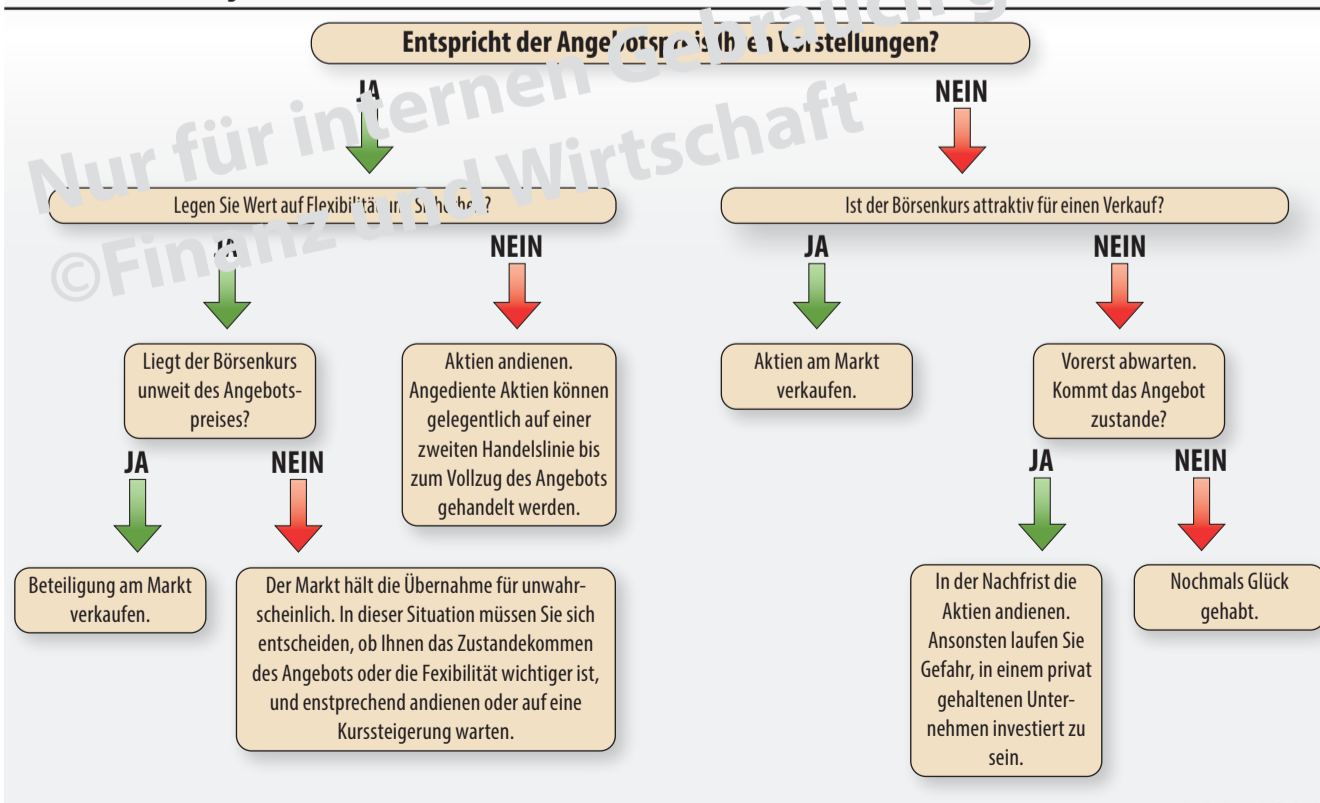 Entspricht der Angebotspreis Ihren Vorstellungen?
JA
NEIN
Nur für internen Gebrauch
©Finanz und Wirtschaft
Legen Sie Wert auf Flexibilität und Sicherheit?
Ist der Börsenkurs attraktiv für einen Verkauf?
JA
NEIN
JA
NEIN
Liegt der Börsenkurs
unweit des Angebots-
preises?
Aktien andienen.
Angediente Aktien können
gelegentlich auf einer
zweiten Handelslinie bis
zum Vollzug des Angebots
gehandelt werden.
Aktien am Markt
verkaufen.
Vorerst abwarten.
Kommt das Angebot
zustande?
JA
NEIN
JA
NEIN
Beteiligung am Markt
verkaufen.
Der Markt hält die Übernahme für unwahr-
scheinlich. In dieser Situation müssen Sie sich
entscheiden, ob Ihnen das Zustandekommen
des Angebots oder die Fexibilität wichtiger ist,
und enstprechend andienen oder auf eine
Kurssteigerung warten.
In der Nachfrist die
Aktien andienen.
Ansonsten laufen Sie
Gefahr, in einem privat
gehaltenen Unter-
nehmen investiert zu
sein.
Nochmals Glück
gehabt.